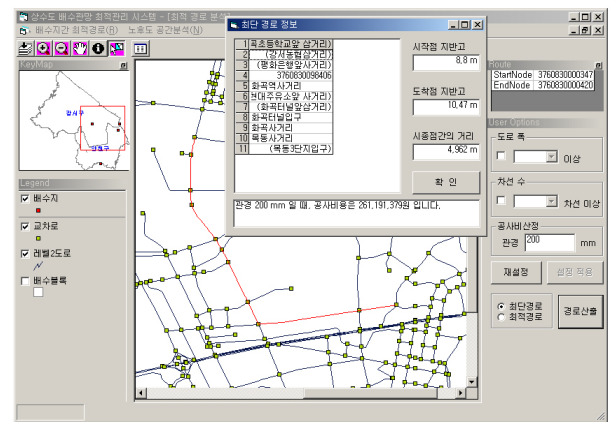 상수도 배수관망 최적관리 시스템 - [최적 경로 분석]
배수지간 최적경로(R) 노후도 공간분석(N)
KeyMap
강서구
양천구
Legend
배수지
교차로
레벨2도로
배수블록
최단 경로 정보
1 곡초등학교앞 삼거리)
2 (강서농협삼거리)
3 (평화은행앞사거리)
4 3760830098406
5 화곡역사거리
6 현대주유소앞 사거리)
7 (화곡터널앞삼거리)
8 화곡터널입구
9 화곡사거리
10 목동사거리
11 (목동3단지입구)
시작점 지반고
8,8 m
도착점 지반고
10,47 m
시종점간의 거리
4,962 m
확 인
관경 200 mm 일 때, 공사비용은 261,191,379원 입니다.
Route
StartNode 3760830000347
EndNode 3760830000420
User Options
도로 폭
이상
차선 수
차선 이상
공사비산정
관경 200 mm
재설정
설정 적용
최단경로
최적경로
경로산출